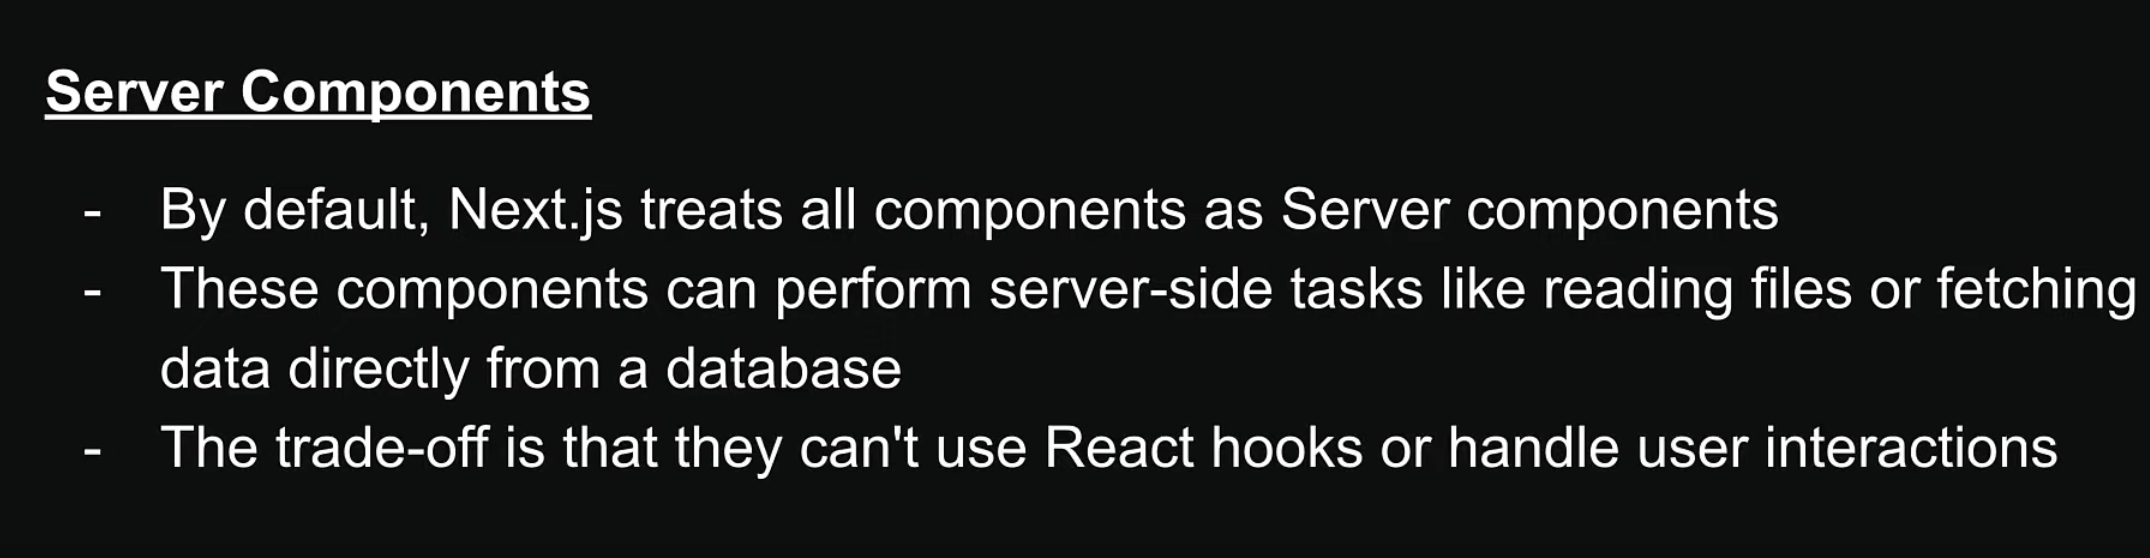 Server Components
- By default, Next.js treats all components as Server components
- These components can perform server-side tasks like reading files or fetching
data directly from a database
- The trade-off is that they can't use React hooks or handle user interactions